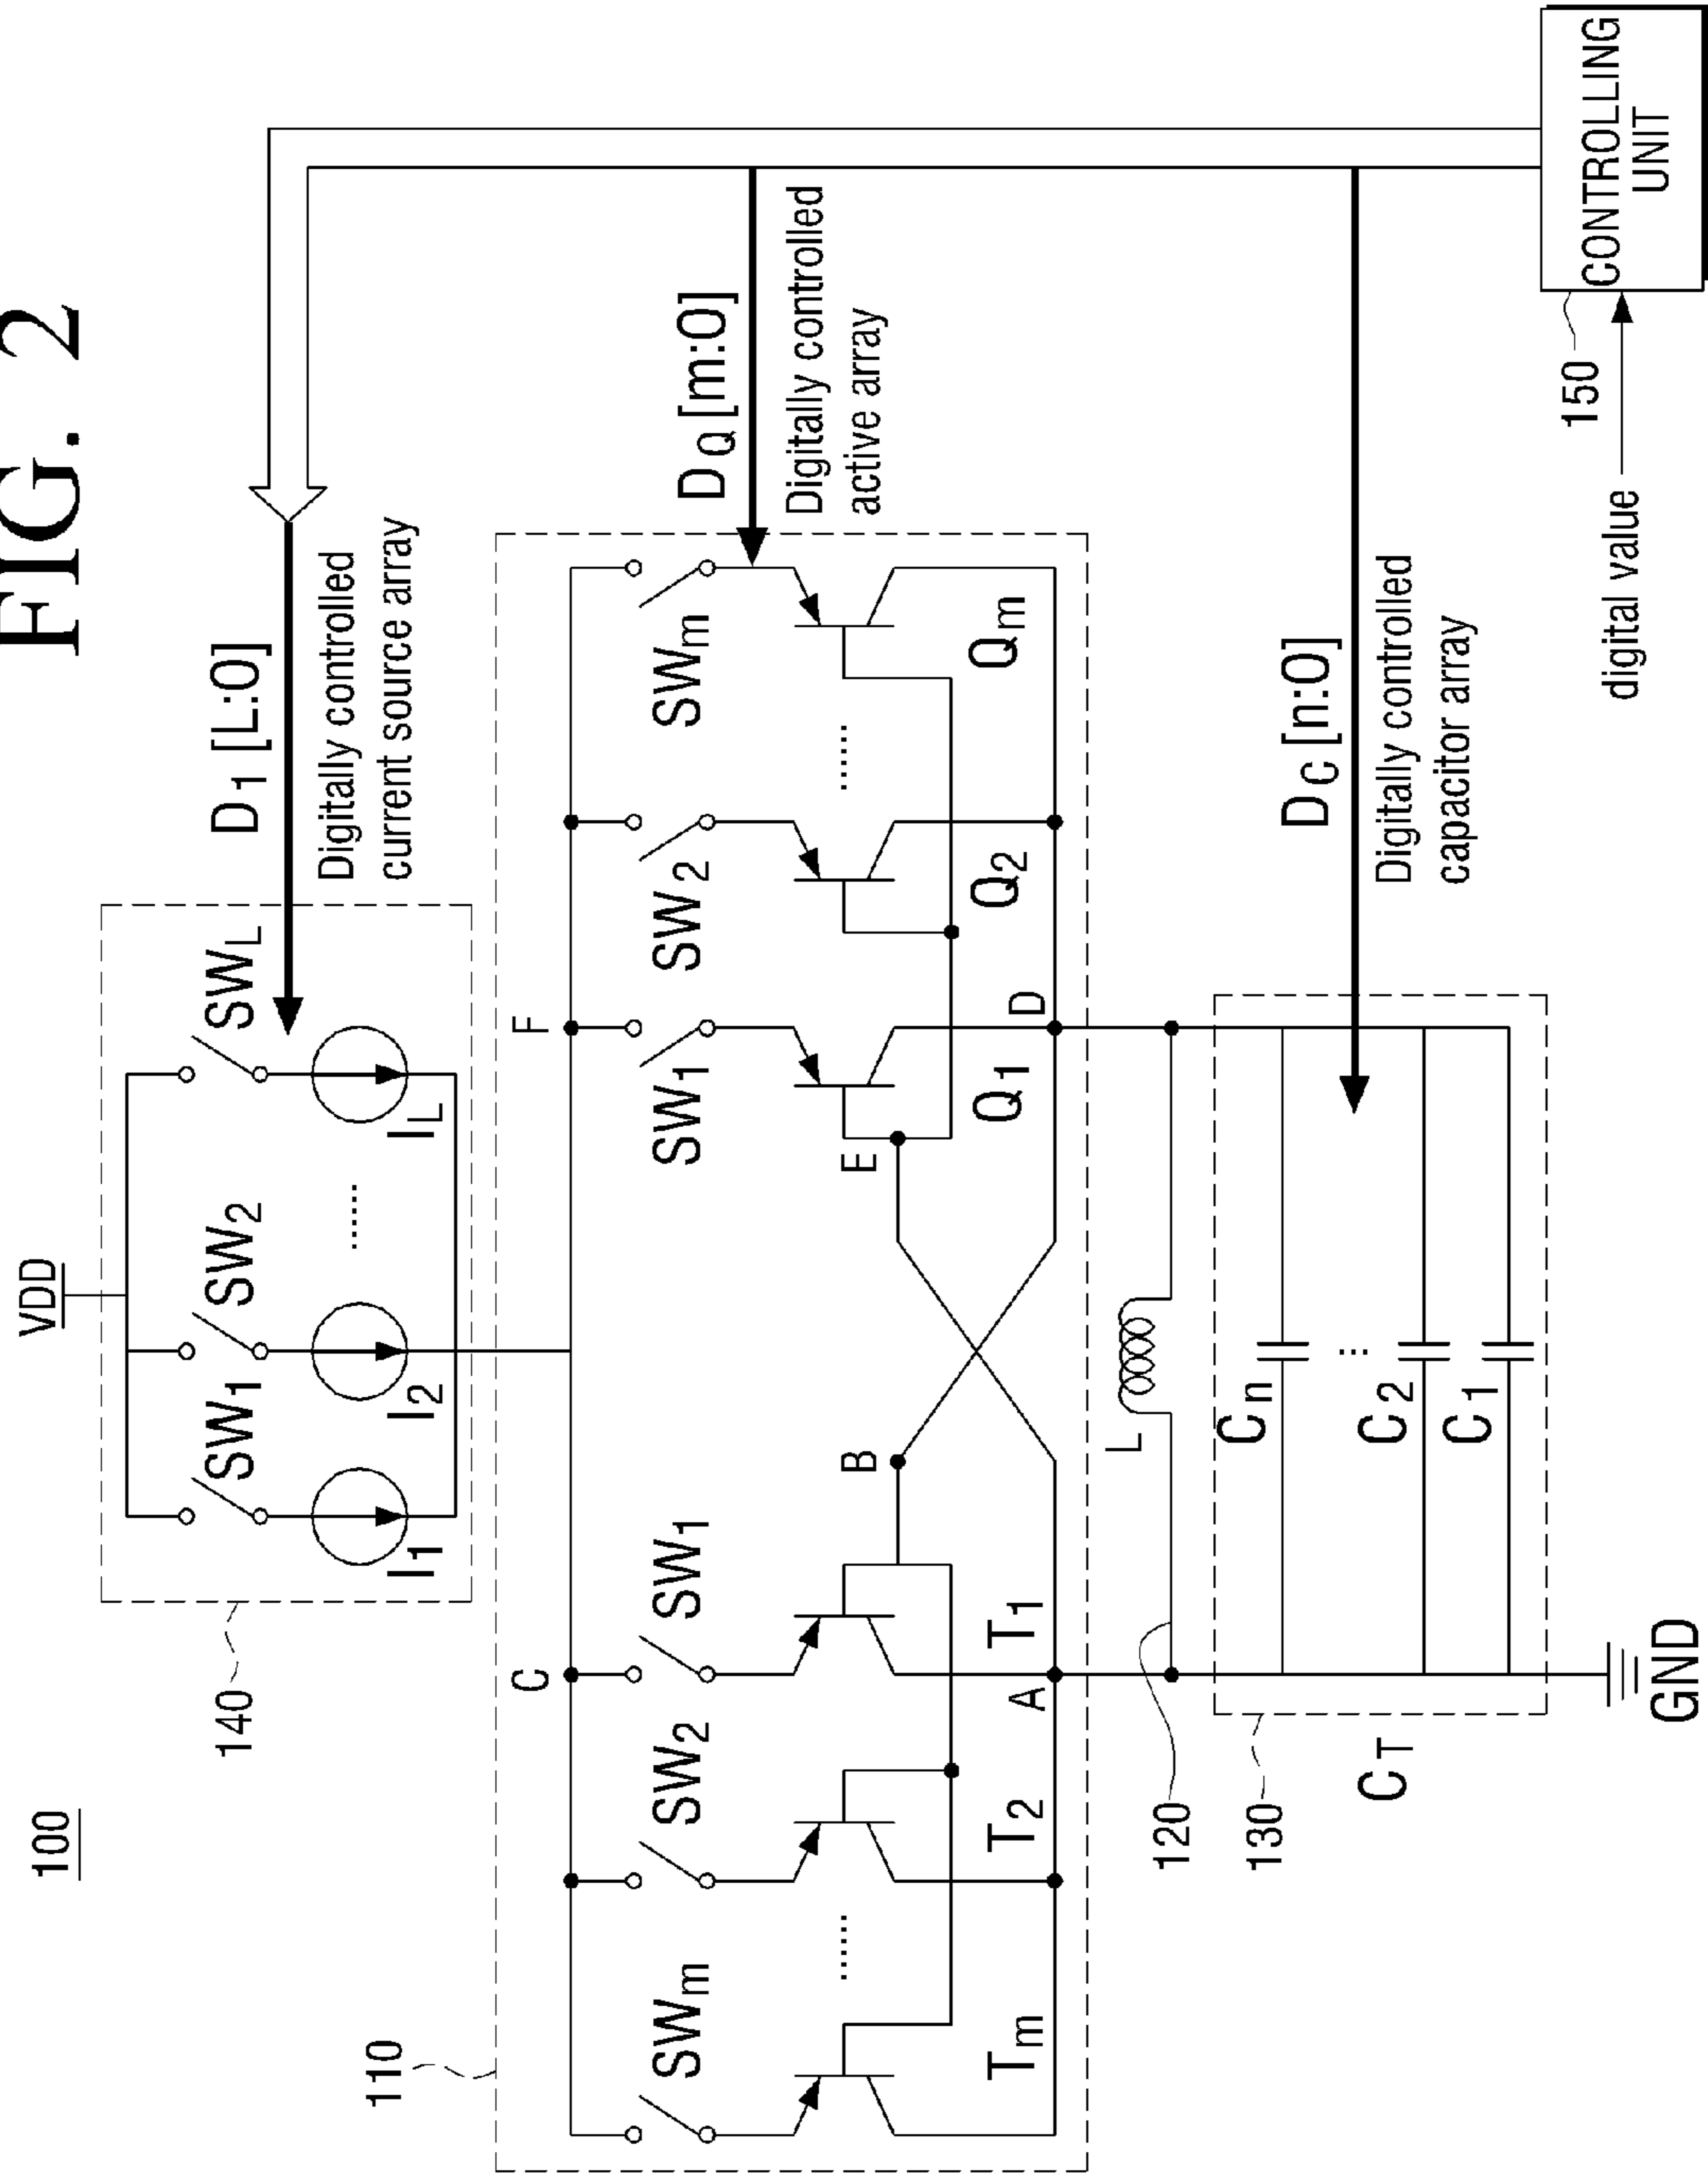 FIG. 2
100
VDD
140
SW1
SW2
SWL
I1
I2
......
IL
D1 [L:0]
Digitally controlled
current source array
110
C
F
SWm
SW2
SW1
SW1
SW2
SWm
......
......
B
E
Tm
T2
T1
Q1
Q2
Qm
A
D
DQ [m:0]
Digitally controlled
active array
120
L
130
CT
Cn
...
C2
C1
DC [n:0]
Digitally controlled
capacitor array
GND
digital value
150
CONTROLLING
UNIT